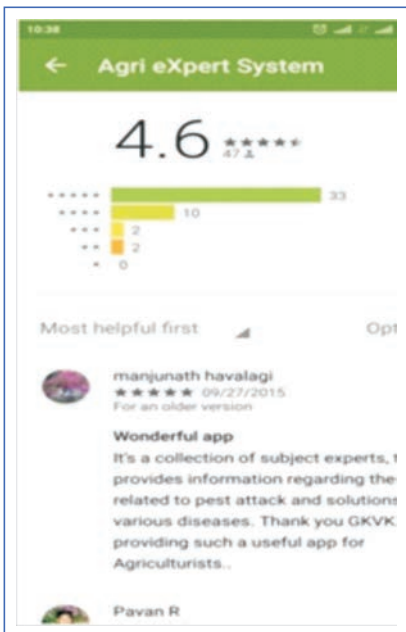 10:38
Agri eXpert System
4.6
47
33
10
2
2
0
Most helpful first
Opt
manjunath havalagi
09/27/2015
For an older version
Wonderful app
It's a collection of subject experts, t
provides information regarding the
related to pest attack and solutions
various diseases. Thank you GKVK
providing such a useful app for
Agriculturists..
Pavan R